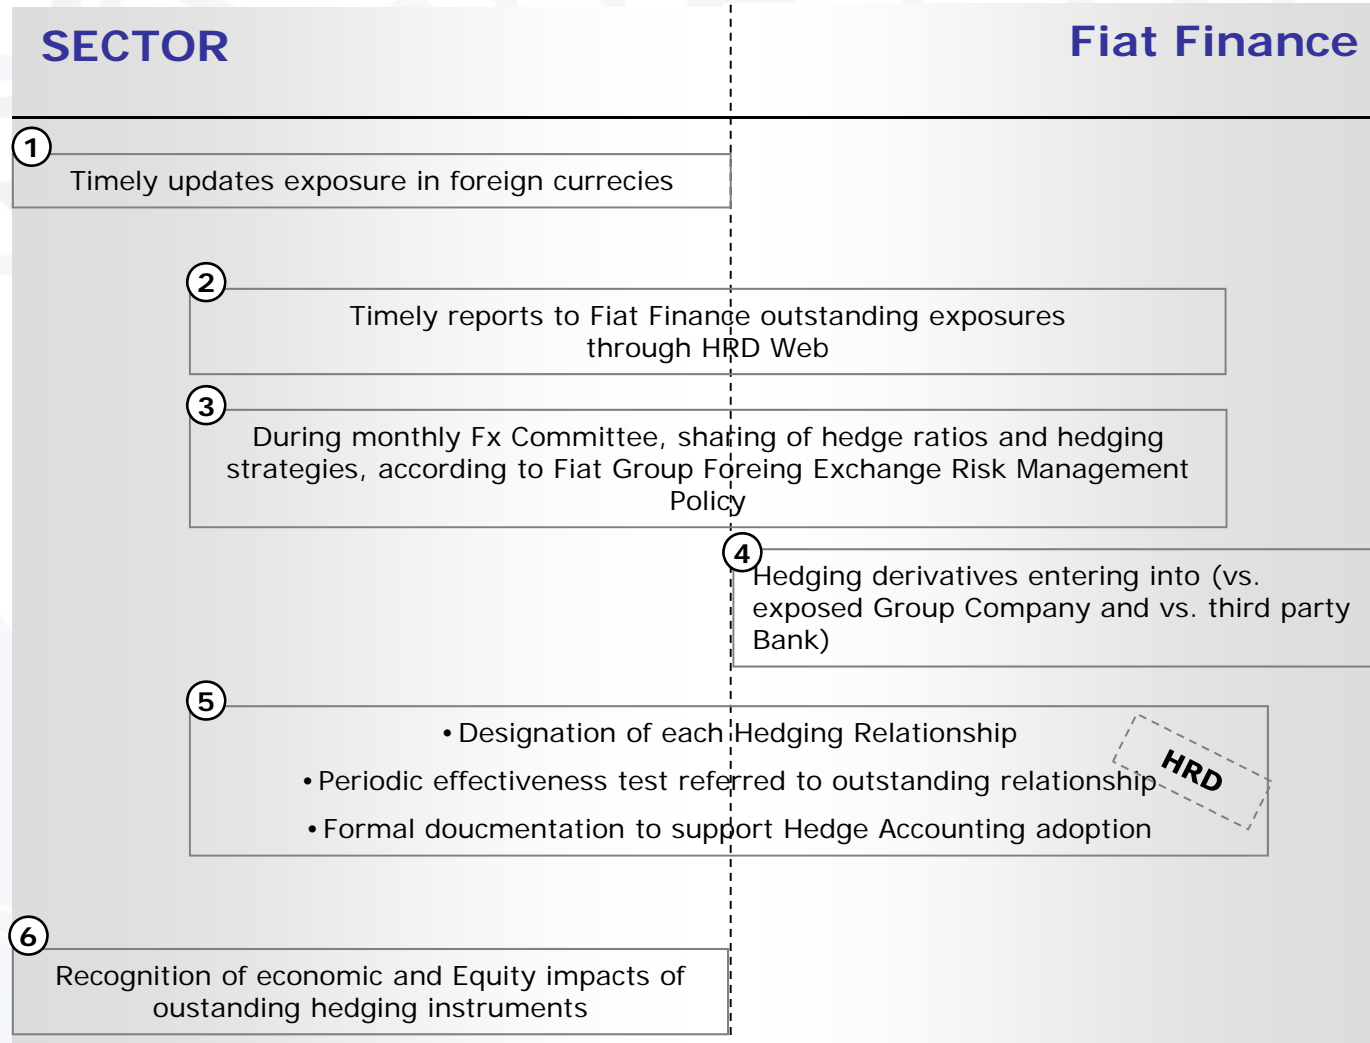 SECTOR
Fiat Finance
1
Timely updates exposure in foreign currecies
2
Timely reports to Fiat Finance outstanding exposures
through HRD Web
3
During monthly Fx Committee, sharing of hedge ratios and hedging
strategies, according to Fiat Group Foreing Exchange Risk Management
Policy
4
Hedging derivatives entering into (vs.
exposed Group Company and vs. third party
Bank)
5
• Designation of each Hedging Relationship
• Periodic effectiveness test referred to outstanding relationship
• Formal doucmentation to support Hedge Accounting adoption
HRD
6
Recognition of economic and Equity impacts of
oustanding hedging instruments